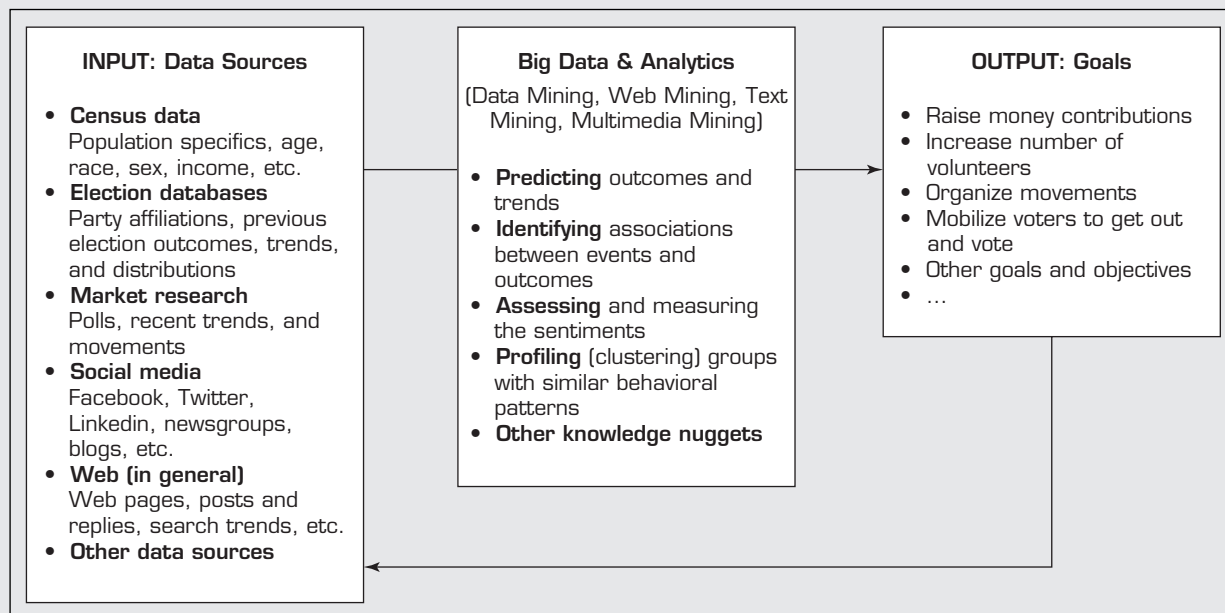 INPUT: Data Sources
• Census data
Population specifics, age,
race, sex, income, etc.
• Election databases
Party affiliations, previous
election outcomes, trends,
and distributions
• Market research
Polls, recent trends, and
movements
• Social media
Facebook, Twitter,
Linkedin, newsgroups,
blogs, etc.
• Web (in general)
Web pages, posts and
replies, search trends, etc.
• Other data sources
Big Data & Analytics
(Data Mining, Web Mining, Text
Mining, Multimedia Mining)
• Predicting outcomes and
trends
• Identifying associations
between events and
outcomes
• Assessing and measuring
the sentiments
• Profiling (clustering) groups
with similar behavioral
patterns
• Other knowledge nuggets
OUTPUT: Goals
• Raise money contributions
• Increase number of
volunteers
• Organize movements
• Mobilize voters to get out
and vote
• Other goals and objectives
• ...